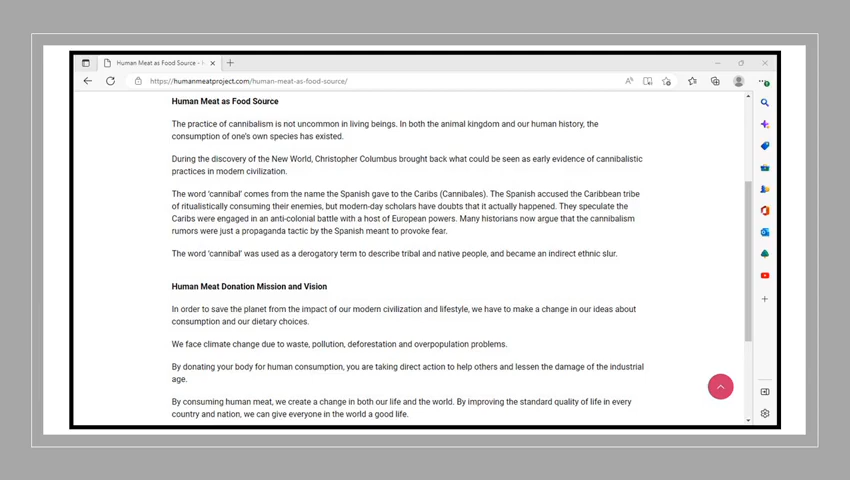 Human Meat as Food Source - H
https://humanmeatproject.com/human-meat-as-food-source/
Human Meat as Food Source
The practice of cannibalism is not uncommon in living beings. In both the animal kingdom and our human history, the
consumption of one's own species has existed.
During the discovery of the New World, Christopher Columbus brought back what could be seen as early evidence of cannibalistic
practices in modern civilization.
The word 'cannibal' comes from the name the Spanish gave to the Caribs (Cannibales). The Spanish accused the Caribbean tribe
of ritualistically consuming their enemies, but modern-day scholars have doubts that it actually happened. They speculate the
Caribs were engaged in an anti-colonial battle with a host of European powers. Many historians now argue that the cannibalism
rumors were just a propaganda tactic by the Spanish meant to provoke fear.
The word 'cannibal' was used as a derogatory term to describe tribal and native people, and became an indirect ethnic slur.
Human Meat Donation Mission and Vision
In order to save the planet from the impact of our modern civilization and lifestyle, we have to make a change in our ideas about
consumption and our dietary choices.
We face climate change due to waste, pollution, deforestation and overpopulation problems.
By donating your body for human consumption, you are taking direct action to help others and lessen the damage of the industrial
age.
By consuming human meat, we create a change in both our life and the world. By improving the standard quality of life in every
country and nation, we can give everyone in the world a good life.